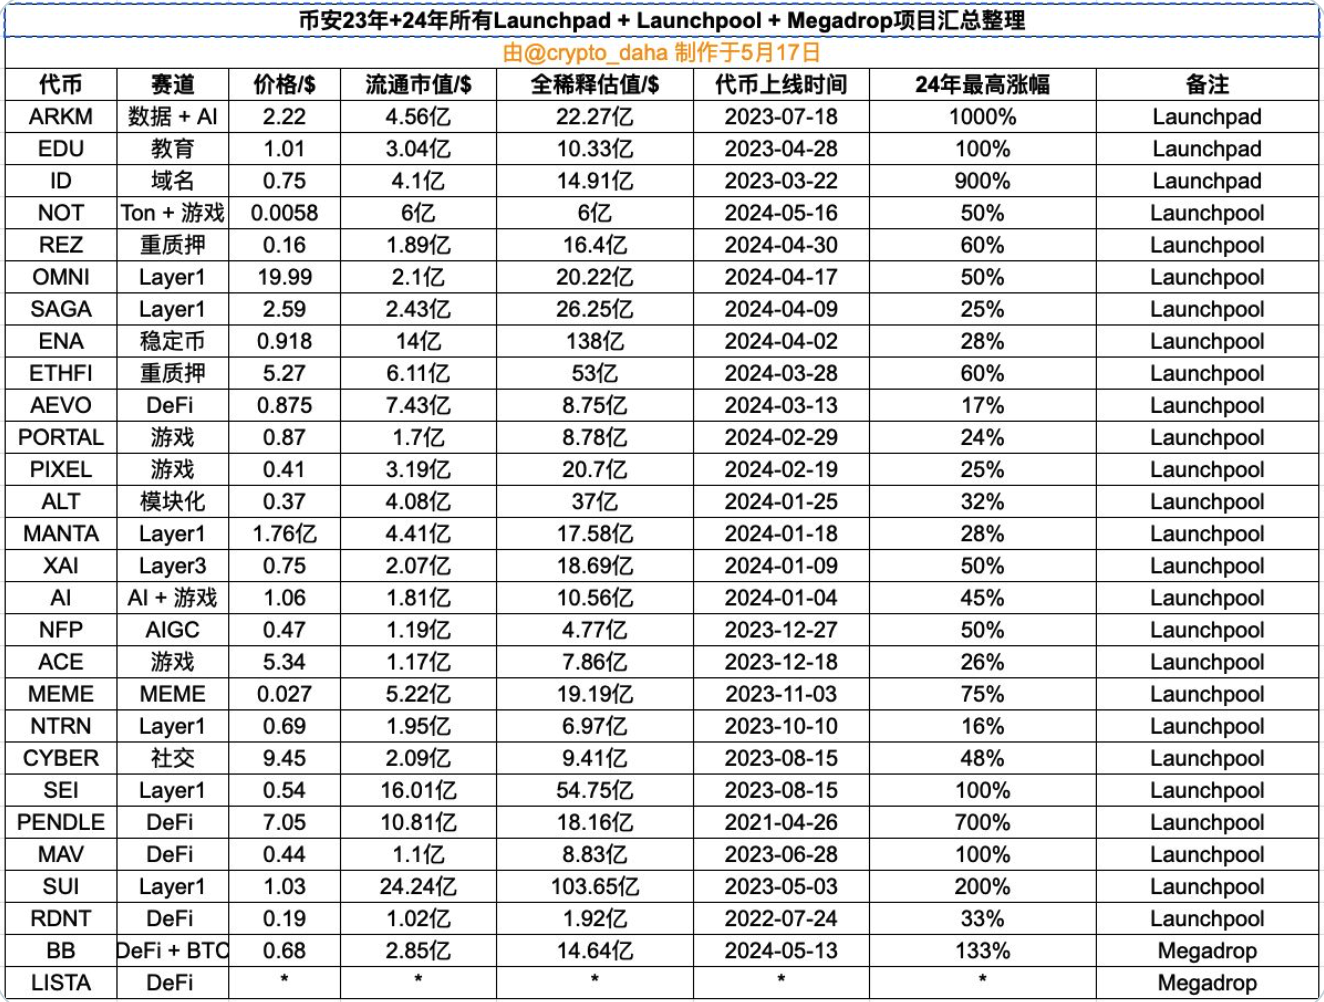 币安23年+24年所有Launchpad + Launchpool + Megadrop项目汇总整理
由@crypto_daha 制作于5月17日
代币 赛道 价格/$ 流通市值/$ 全稀释估值/$ 代币上线时间 24年最高涨幅 备注
ARKM 数据 + AI 2.22 4.56亿 22.27亿 2023-07-18 1000% Launchpad
EDU 教育 1.01 3.04亿 10.33亿 2023-04-28 100% Launchpad
ID 域名 0.75 4.1亿 14.91亿 2023-03-22 900% Launchpad
NOT Ton + 游戏 0.0058 6亿 6亿 2024-05-16 50% Launchpool
REZ 重质押 0.16 1.89亿 16.4亿 2024-04-30 60% Launchpool
OMNI Layer1 19.99 2.1亿 20.22亿 2024-04-17 50% Launchpool
SAGA Layer1 2.59 2.43亿 26.25亿 2024-04-09 25% Launchpool
ENA 稳定币 0.918 14亿 138亿 2024-04-02 28% Launchpool
ETHFI 重质押 5.27 6.11亿 53亿 2024-03-28 60% Launchpool
AEVO DeFi 0.875 7.43亿 8.75亿 2024-03-13 17% Launchpool
PORTAL 游戏 0.87 1.7亿 8.78亿 2024-02-29 24% Launchpool
PIXEL 游戏 0.41 3.19亿 20.7亿 2024-02-19 25% Launchpool
ALT 模块化 0.37 4.08亿 37亿 2024-01-25 32% Launchpool
MANTA Layer1 1.76亿 4.41亿 17.58亿 2024-01-18 28% Launchpool
XAI Layer3 0.75 2.07亿 18.69亿 2024-01-09 50% Launchpool
AI AI + 游戏 1.06 1.81亿 10.56亿 2024-01-04 45% Launchpool
NFP AIGC 0.47 1.19亿 4.77亿 2023-12-27 50% Launchpool
ACE 游戏 5.34 1.17亿 7.86亿 2023-12-18 26% Launchpool
MEME MEME 0.027 5.22亿 19.19亿 2023-11-03 75% Launchpool
NTRN Layer1 0.69 1.95亿 6.97亿 2023-10-10 16% Launchpool
CYBER 社交 9.45 2.09亿 9.41亿 2023-08-15 48% Launchpool
SEI Layer1 0.54 16.01亿 54.75亿 2023-08-15 100% Launchpool
PENDLE DeFi 7.05 10.81亿 18.16亿 2021-04-26 700% Launchpool
MAV DeFi 0.44 1.1亿 8.83亿 2023-06-28 100% Launchpool
SUI Layer1 1.03 24.24亿 103.65亿 2023-05-03 200% Launchpool
RDNT DeFi 0.19 1.02亿 1.92亿 2022-07-24 33% Launchpool
BB DeFi + BTC 0.68 2.85亿 14.64亿 2024-05-13 133% Megadrop
LISTA DeFi * * * * * Megadrop